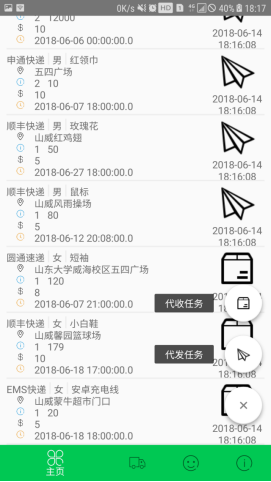 0K/s HD 1 4G 40% 18:17
2 12000
$ 5
2018-06-06 00:00:00.0
2018-06-14
18:16:08
申通快递 男 红领巾
五四广场
2 10
$ 10
2018-06-07 18:00:00.0
2018-06-14
18:16:08
顺丰快递 男 玫瑰花
山威红鸡翅
1 50
$ 5
2018-06-27 18:00:00.0
2018-06-14
18:16:08
顺丰快递 男 鼠标
山威风雨操场
1 80
$ 5
2018-06-12 20:08:00.0
2018-06-14
18:16:08
圆通速递 女 短袖
山东大学威海校区五四广场
1 120
$ 8
2018-06-07 21:00:00.0
代收任务
顺丰快递 女 小白鞋
山威馨园篮球场
1 179
$ 10
2018-06-18 17:00:00.0
代发任务
2018-06-14
18:16:08
EMS快递 女 安卓充电线
山威蒙牛超市门口
1 20
$ 5
2018-06-18 18:00:00.0
2018-06-14
18:16:08
主页